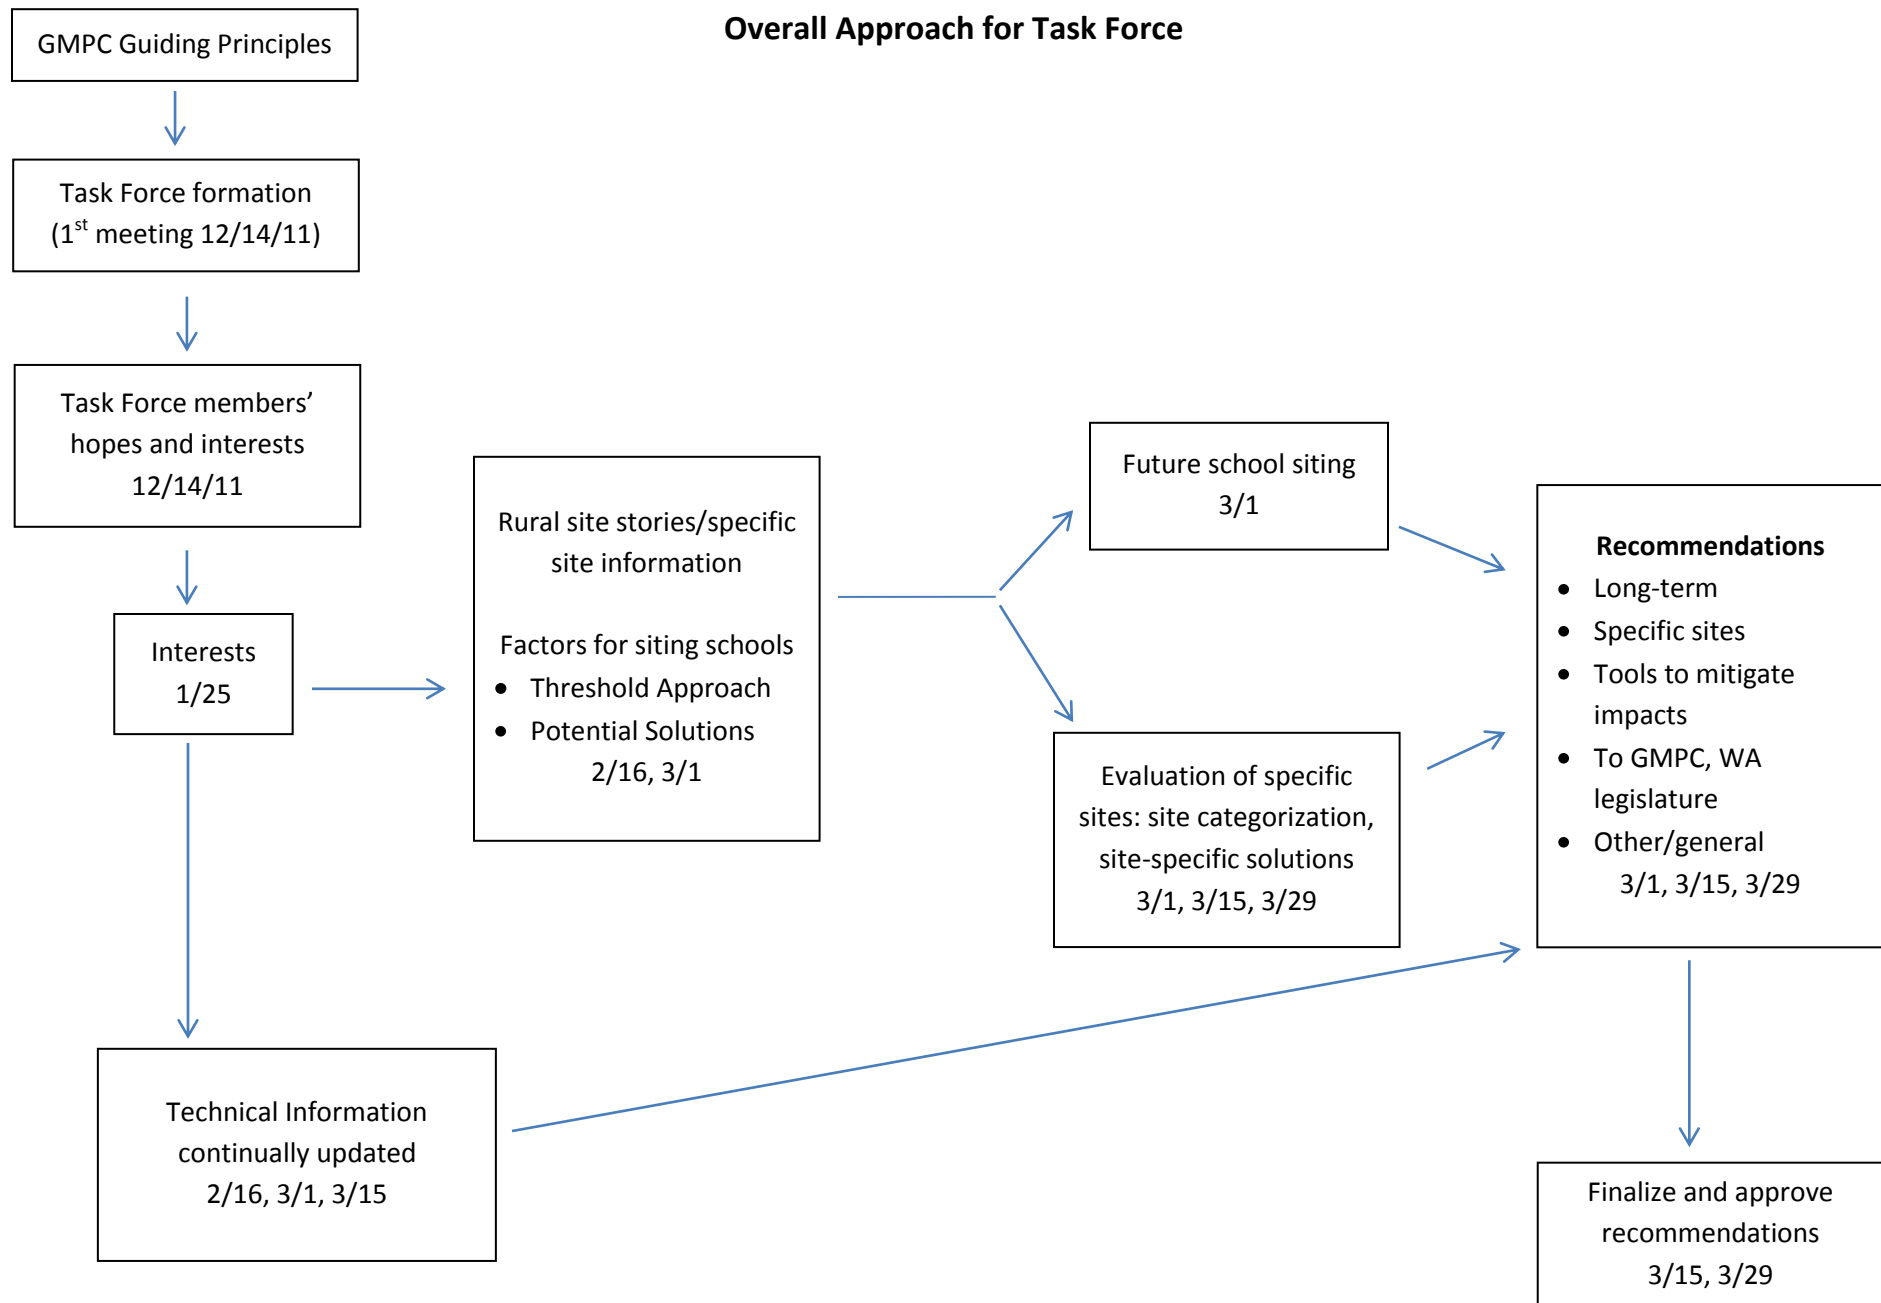 Overall Approach for Task Force
GMPC Guiding Principles
Task Force formation
(1st meeting 12/14/11)
Task Force members’
hopes and interests
12/14/11
Interests
1/25
Rural site stories/specific
site information
Factors for siting schools
• Threshold Approach
• Potential Solutions
2/16, 3/1
Future school siting
3/1
Evaluation of specific
sites: site categorization,
site-specific solutions
3/1, 3/15, 3/29
Recommendations
• Long-term
• Specific sites
• Tools to mitigate
impacts
• To GMPC, WA
legislature
• Other/general
3/1, 3/15, 3/29
Technical Information
continually updated
2/16, 3/1, 3/15
Finalize and approve
recommendations
3/15, 3/29